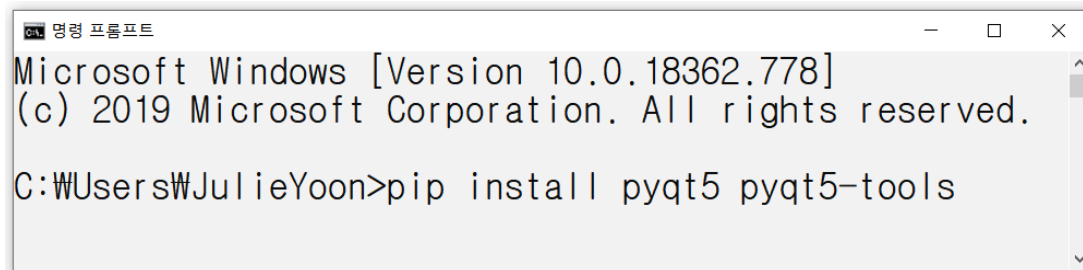 명령 프롬프트
Microsoft Windows [Version 10.0.18362.778]
(c) 2019 Microsoft Corporation. All rights reserved.
C:₩Users₩JulieYoon>pip install pyqt5 pyqt5-tools